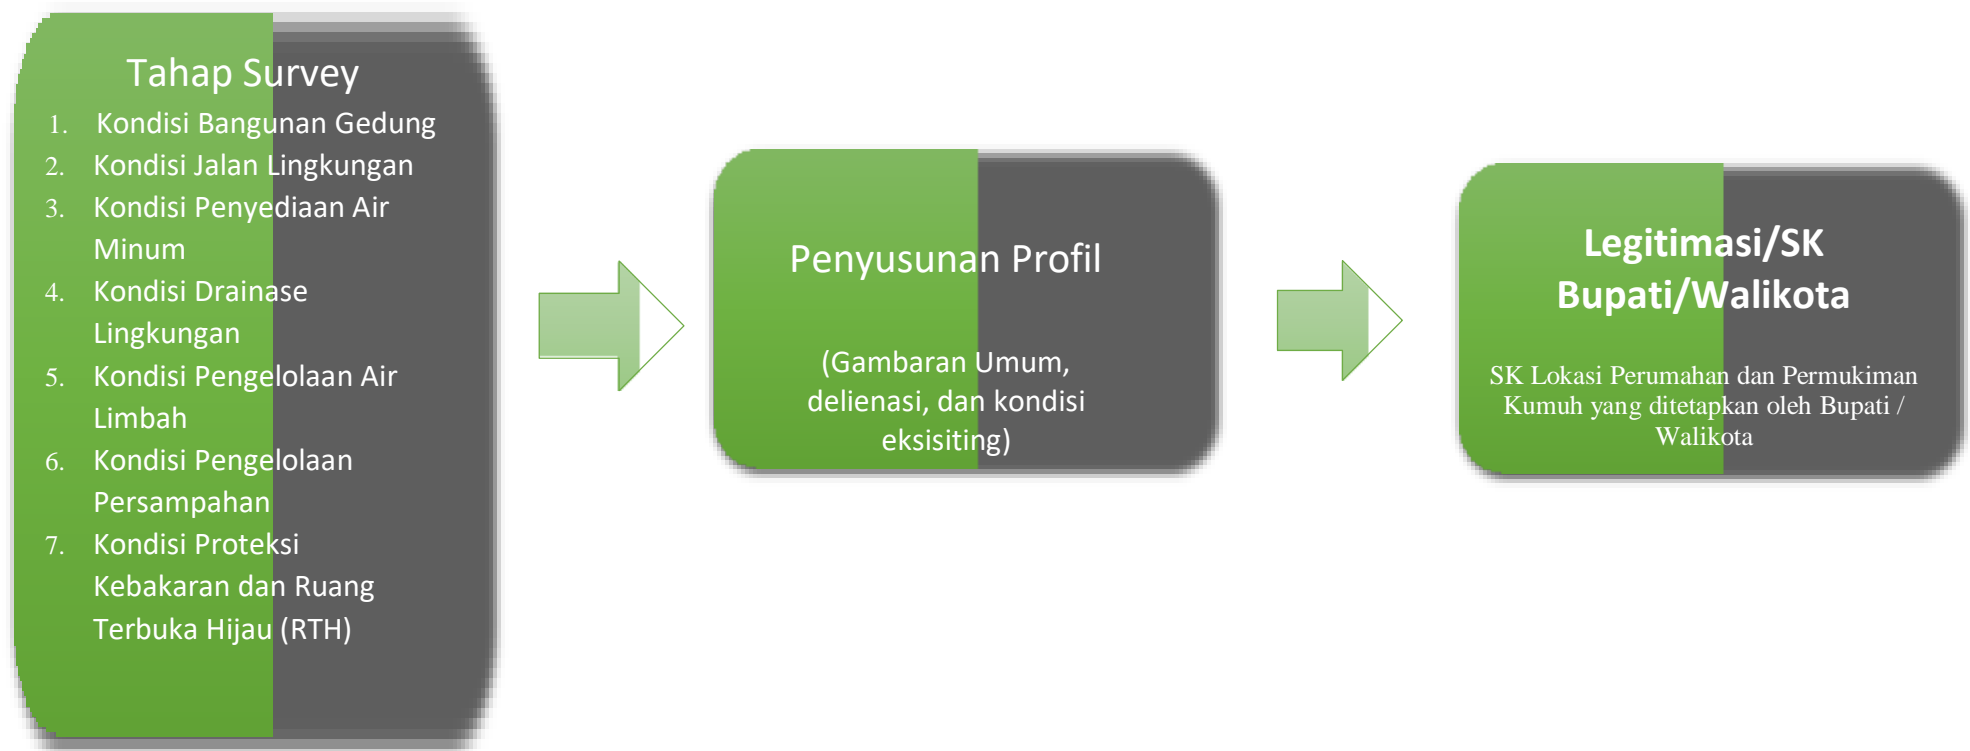 Tahap Survey
1. Kondisi Bangunan Gedung
2. Kondisi Jalan Lingkungan
3. Kondisi Penyediaan Air
Minum
4. Kondisi Drainase
Lingkungan
5. Kondisi Pengelolaan Air
Limbah
6. Kondisi Pengelolaan
Persampahan
7. Kondisi Proteksi
Kebakaran dan Ruang
Terbuka Hijau (RTH)
Penyusunan Profil
(Gambaran Umum,
delienasi, dan kondisi
eksisiting)
Legitimasi/SK
Bupati/Walikota
SK Lokasi Perumahan dan Permukiman
Kumuh yang ditetapkan oleh Bupati /
Walikota